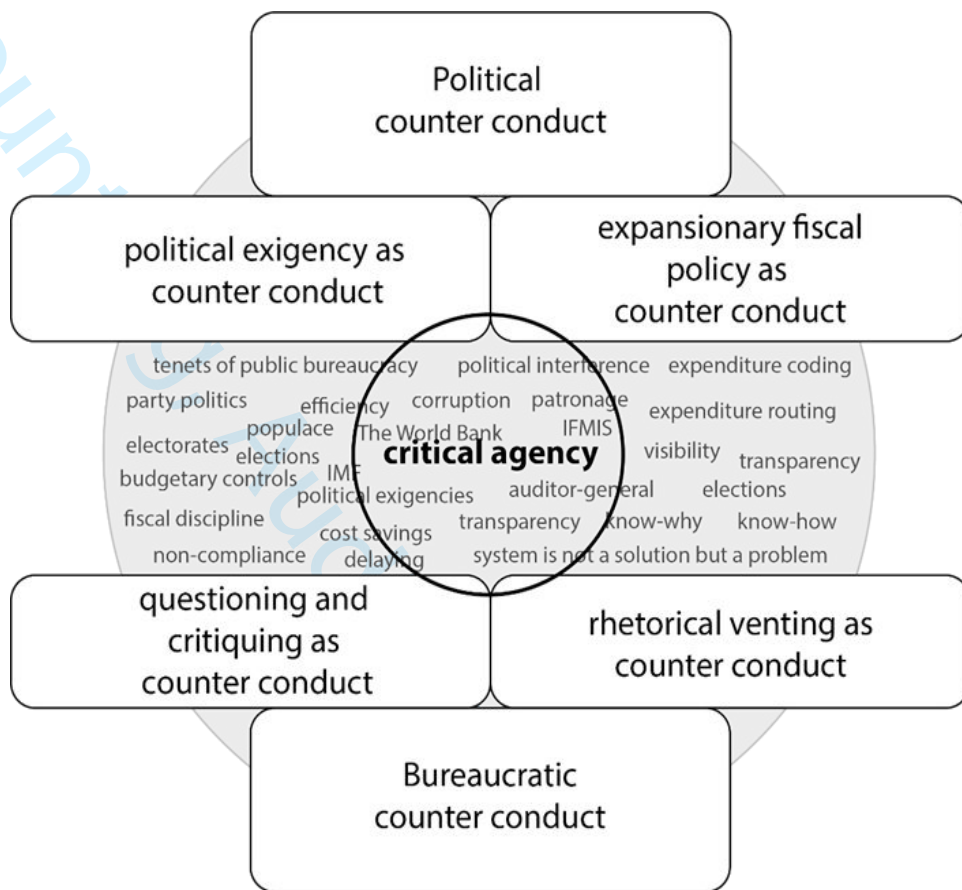 Political
counter conduct
political exigency as
counter conduct
expansionary fiscal
policy as
counter conduct
tenets of public bureaucracy
political interference
expenditure coding
party politics
efficiency
corruption
patronage
expenditure routing
populace
The World Bank
IFMIS
electorates
elections
critical agency
visibility
transparency
budgetary controls
IMF
political exigencies
auditor-general
elections
fiscal discipline
cost savings
transparency
know-why
know-how
non-compliance
delaying
system is not a solution but a problem
questioning and
critiquing as
counter conduct
rhetorical venting as
counter conduct
Bureaucratic
counter conduct